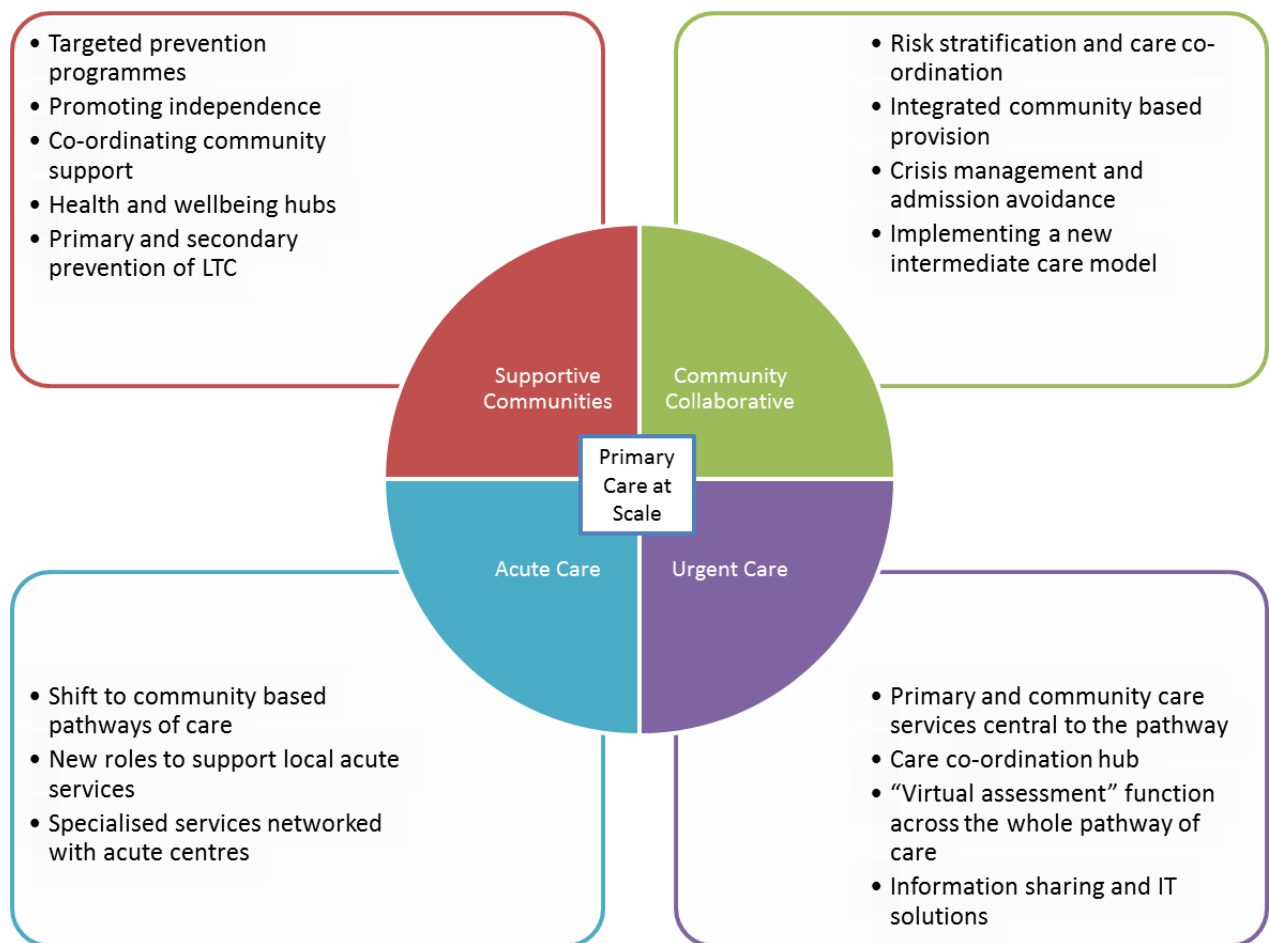 • Targeted prevention
programmes
• Promoting independence
• Co-ordinating community
support
• Health and wellbeing hubs
• Primary and secondary
prevention of LTC
• Risk stratification and care co-
ordination
• Integrated community based
provision
• Crisis management and
admission avoidance
• Implementing a new
intermediate care model
Supportive
Communities
Community
Collaborative
Primary
Care at
Scale
Acute Care
Urgent Care
• Shift to community based
pathways of care
• New roles to support local acute
services
• Specialised services networked
with acute centres
• Primary and community care
services central to the pathway
• Care co-ordination hub
• “Virtual assessment” function
across the whole pathway of
care
• Information sharing and IT
solutions